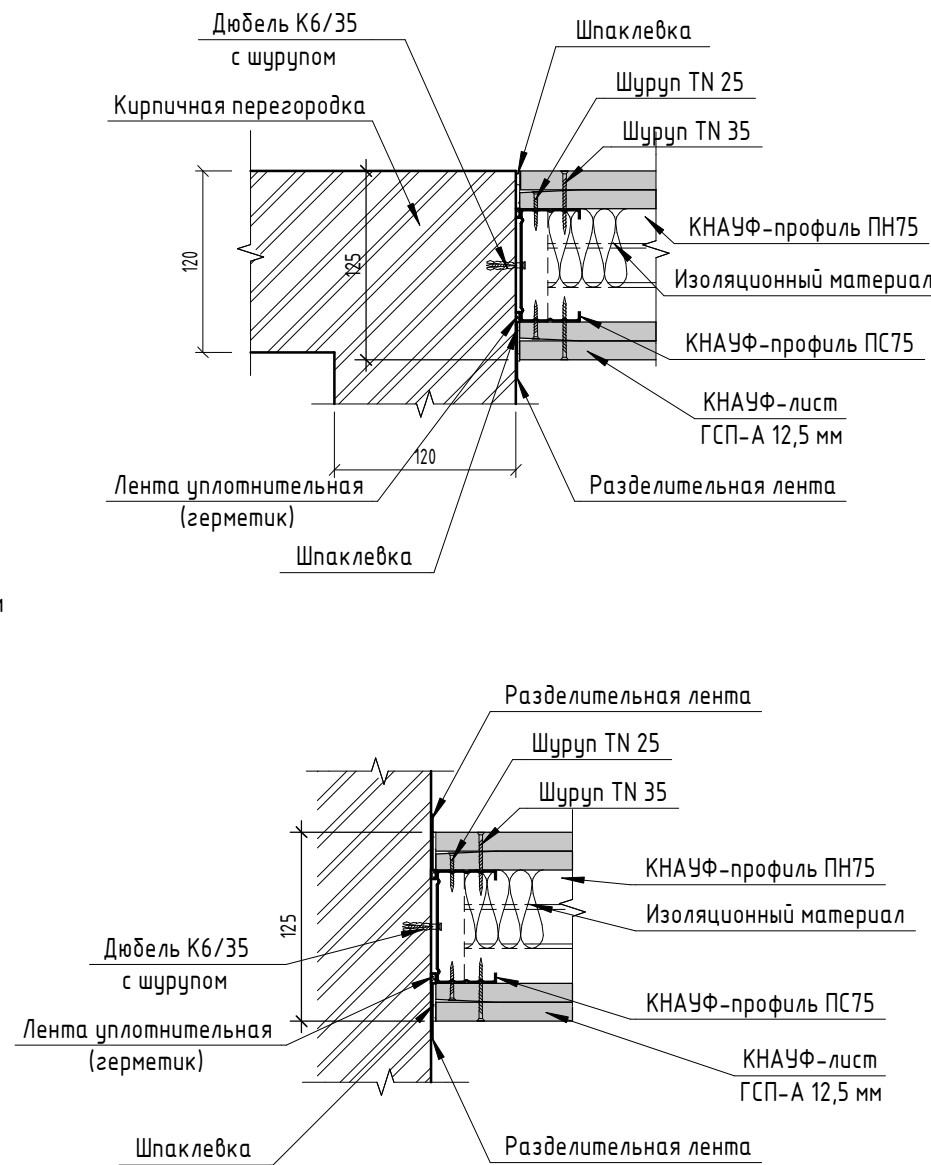 Дюбель К6/35
с шурупом
Шпаклевка
Шуруп TN 25
Кирпичная перегородка
Шуруп TN 35
120
125
КНАУФ-профиль ПН75
Изоляционный материал
КНАУФ-профиль ПС75
КНАУФ-лист
ГСП-А 12,5 мм
120
Лента уплотнительная
(герметик)
Разделительная лента
Шпаклевка
Разделительная лента
Шуруп TN 25
Шуруп TN 35
125
КНАУФ-профиль ПН75
Изоляционный материал
Дюбель К6/35
с шурупом
КНАУФ-профиль ПС75
Лента уплотнительная
(герметик)
КНАУФ-лист
ГСП-А 12,5 мм
Шпаклевка
Разделительная лента